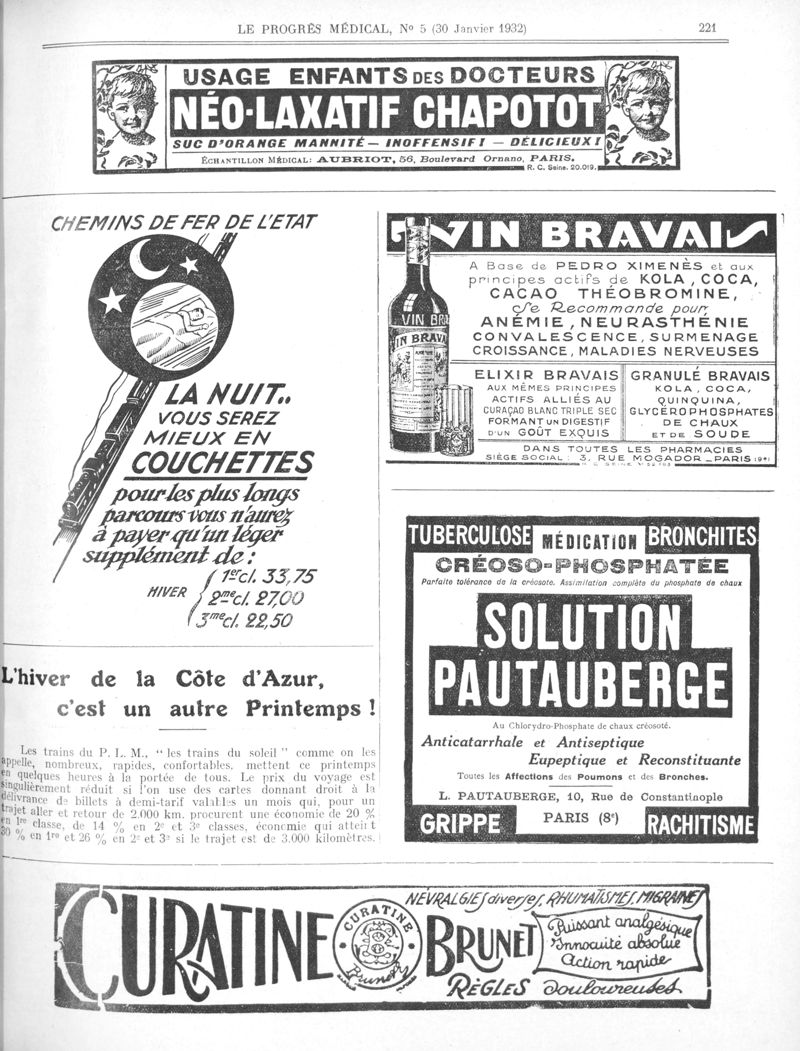 LE PROGRÈS MÉDICAL, Nº 5 (30 Janvier 1932)
221
USAGE ENFANTS DES DOCTEURS
NÉO-LAXATIF CHAPOTOT
SUC D'ORANGE MANNITÉ — INOFFENSIF ! — DÉLICIEUX !
ÉCHANTILLON MÉDICAL: AUBRIOT, 56, Boulevard Ornano, PARIS.
R. C. Seine. 20.019.
CHEMINS DE FER DE L'ETAT
LA NUIT..
VOUS SEREZ
MIEUX EN
COUCHETTES
pour les plus longs
parcours vous n'aurez
à payer qu'un léger
supplément de :
HIVER
1er cl. 33,75
2me cl. 27,00
3me cl. 22,50
L'hiver de la Côte d'Azur,
c'est un autre Printemps !
Les trains du P. L. M., “ les trains du soleil ” comme on les
appelle, nombreux, rapides, confortables, mettent ce printemps
en quelques heures à la portée de tous. Le prix du voyage est
singulièrement réduit si l'on use des cartes donnant droit à la
délivrance de billets à demi-tarif valables un mois qui, pour un
trajet aller et retour de 2.000 km. procurent une économie de 20 %
en 1re classe, de 14 % en 2e et 3e classes, économie qui atteint
30 % en 1re et 26 % en 2e et 3e si le trajet est de 3.000 kilomètres.
VIN BRAVAIS
A Base de PEDRO XIMENÈS et aux
principes actifs de KOLA, COCA,
CACAO THÉOBROMINE,
Se Recommande pour
ANÉMIE, NEURASTHÉNIE
CONVALESCENCE, SURMENAGE
CROISSANCE, MALADIES NERVEUSES
VIN BRA
VIN BRAVAIS
ELIXIR BRAVAIS
AUX MÊMES PRINCIPES
ACTIFS ALLIÉS AU
CURAÇAO BLANC TRIPLE SEC
FORMANT UN DIGESTIF
D'UN GOÛT EXQUIS
GRANULÉ BRAVAIS
KOLA, COCA,
QUINQUINA,
GLYCÉROPHOSPHATES
DE CHAUX
ET DE SOUDE
DANS TOUTES LES PHARMACIES
SIÈGE SOCIAL : 3, RUE MOGADOR _ PARIS (9e)
TUBERCULOSE MÉDICATION BRONCHITES
CRÉOSO-PHOSPHATÉE
Parfaite tolérance de la créosote. Assimilation complète du phosphate de chaux
SOLUTION
PAUTAUBERGE
Au Chlorydro-Phosphate de chaux créosoté.
Anticatarrhale et Antiseptique
Eupeptique et Reconstituante
Toutes les Affections des Poumons et des Bronches.
L. PAUTAUBERGE, 10, Rue de Constantinople
GRIPPE PARIS (8e) RACHITISME
NÉVRALGIES diverses, RHUMATISMES, MIGRAINES
CURATINE
CURATINE
Brunet
BRUNET
Puissant analgésique
Innocuité absolue
Action rapide
RÈGLES douloureuses